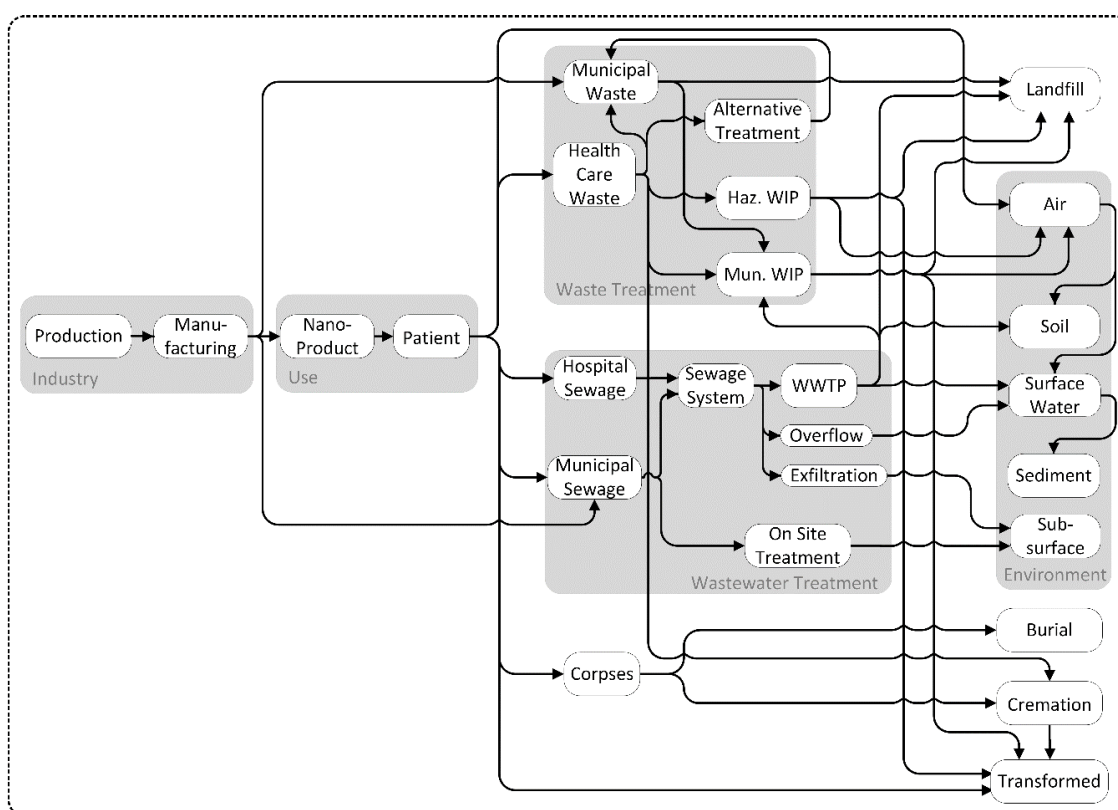 Municipal
Waste
Landfill
Alternative
Treatment
Health
Care
Waste
Haz. WIP
Air
Mun. WIP
Waste Treatment
Production
Manu-
facturing
Nano-
Product
Patient
Soil
Industry
Use
Hospital
Sewage
Sewage
System
WWTP
Surface
Water
Overflow
Municipal
Sewage
Exfiltration
Sediment
On Site
Treatment
Sub-
surface
Wastewater Treatment
Environment
Burial
Corpses
Cremation
Transformed